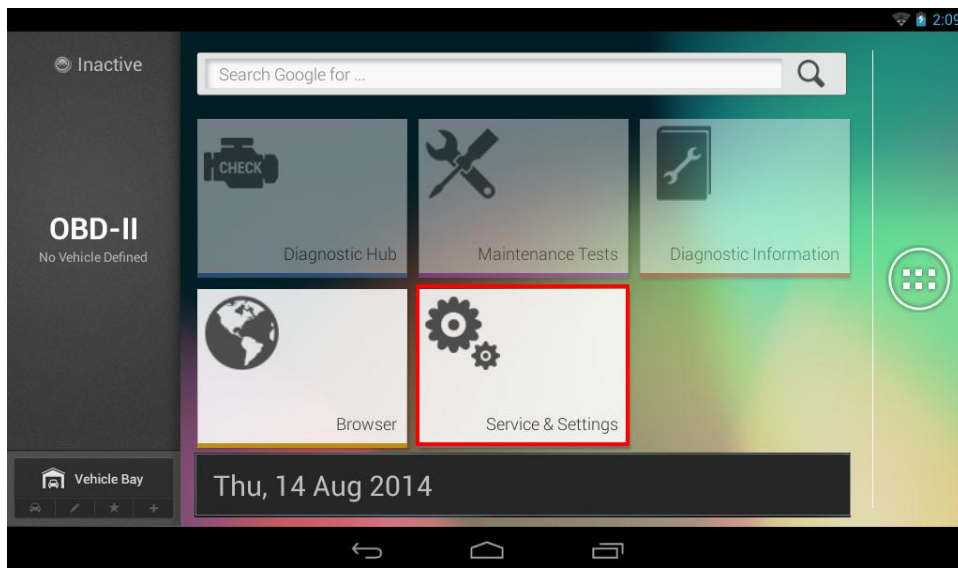 2:09
Inactive
Search Google for ...
OBD-II
No Vehicle Defined
CHECK
Diagnostic Hub
Maintenance Tests
Diagnostic Information
Browser
Service & Settings
Vehicle Bay
Thu, 14 Aug 2014